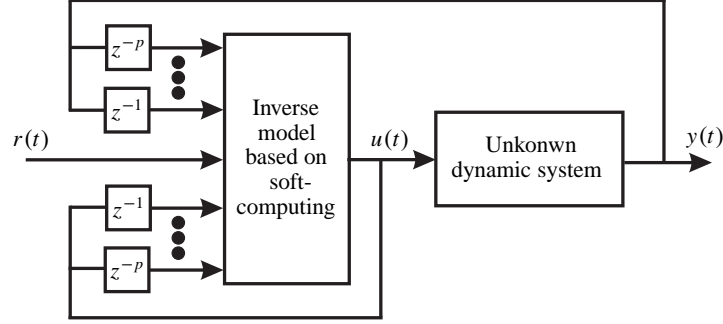 z⁻ᵖ
z⁻¹
r(t)
z⁻¹
z⁻ᵖ
Inverse
model
based on
soft-
computing
u(t)
Unkonwn
dynamic system
y(t)